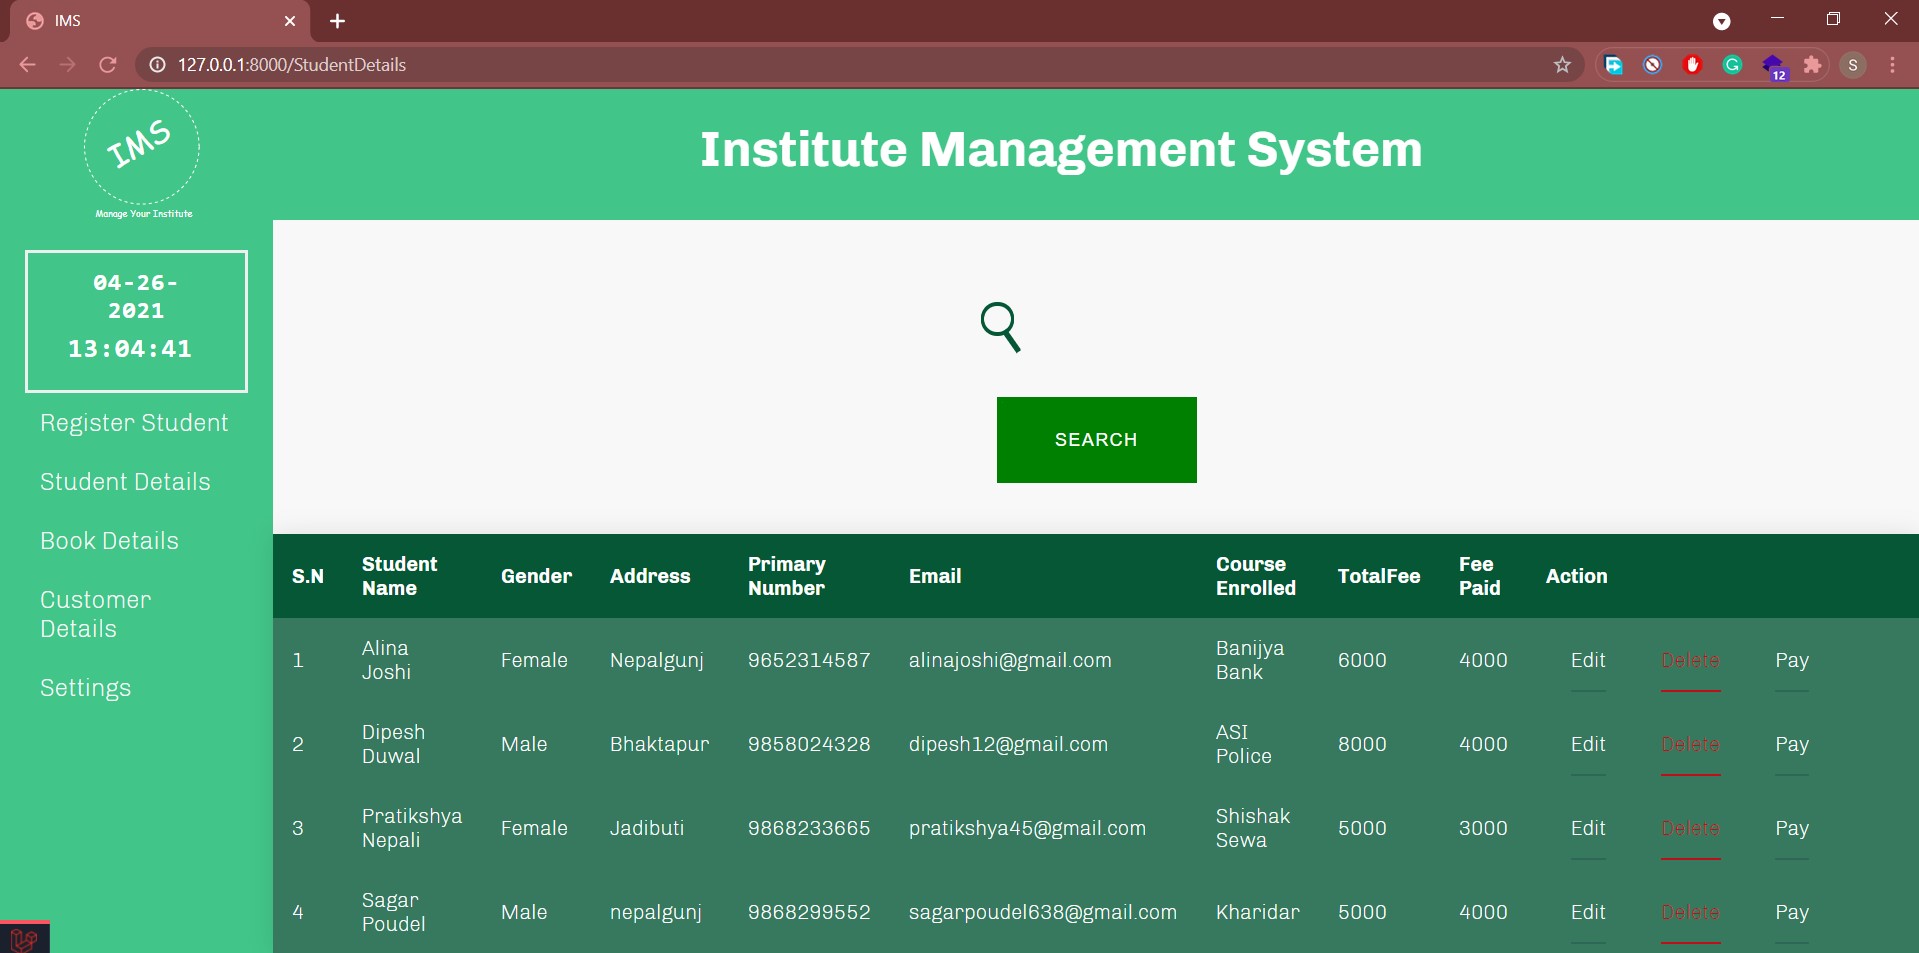 IMS
127.0.0.1:8000/StudentDetails
12
S
IMS
Manage Your Institute
Institute Management System
04-26-
2021
13:04:41
Register Student
Student Details
Book Details
Customer
Details
Settings
SEARCH
S.N Student Name Gender Address Primary Number Email Course Enrolled TotalFee Fee Paid Action
1 Alina Joshi Female Nepalgunj 9652314587 alinajoshi@gmail.com Banijya Bank 6000 4000 Edit Delete Pay
2 Dipesh Duwal Male Bhaktapur 9858024328 dipesh12@gmail.com ASI Police 8000 4000 Edit Delete Pay
3 Pratikshya Nepali Female Jadibuti 9868233665 pratikshya45@gmail.com Shishak Sewa 5000 3000 Edit Delete Pay
4 Sagar Poudel Male nepalgunj 9868299552 sagarpoudel638@gmail.com Kharidar 5000 4000 Edit Delete Pay